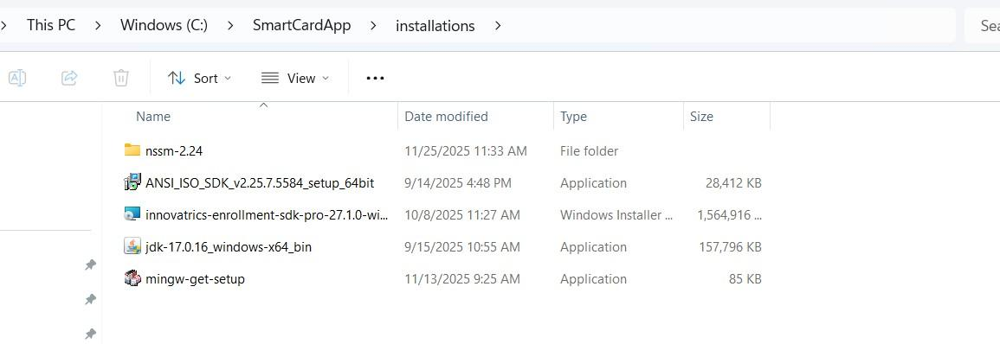 This PC > Windows (C:) > SmartCardApp > installations >
Sort View
Name Date modified Type Size
nssm-2.24 11/25/2025 11:33 AM File folder
ANSI_ISO_SDK_v2.25.7.5584_setup_64bit 9/14/2025 4:48 PM Application 28,412 KB
innovatrics-enrollment-sdk-pro-27.1.0-wi... 10/8/2025 11:27 AM Windows Installer ... 1,564,916 ...
jdk-17.0.16_windows-x64_bin 9/15/2025 10:55 AM Application 157,796 KB
mingw-get-setup 11/13/2025 9:25 AM Application 85 KB